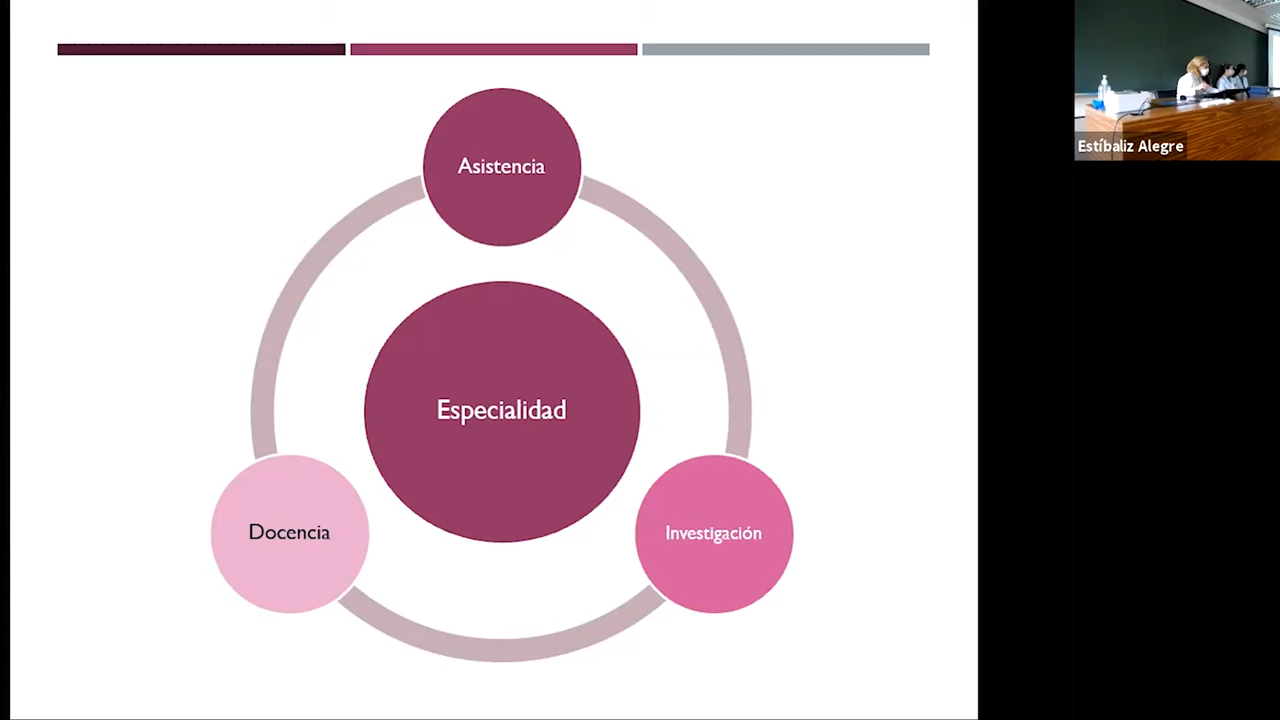 Asistencia
Especialidad
Docencia
Investigación
Estíbaliz Alegre